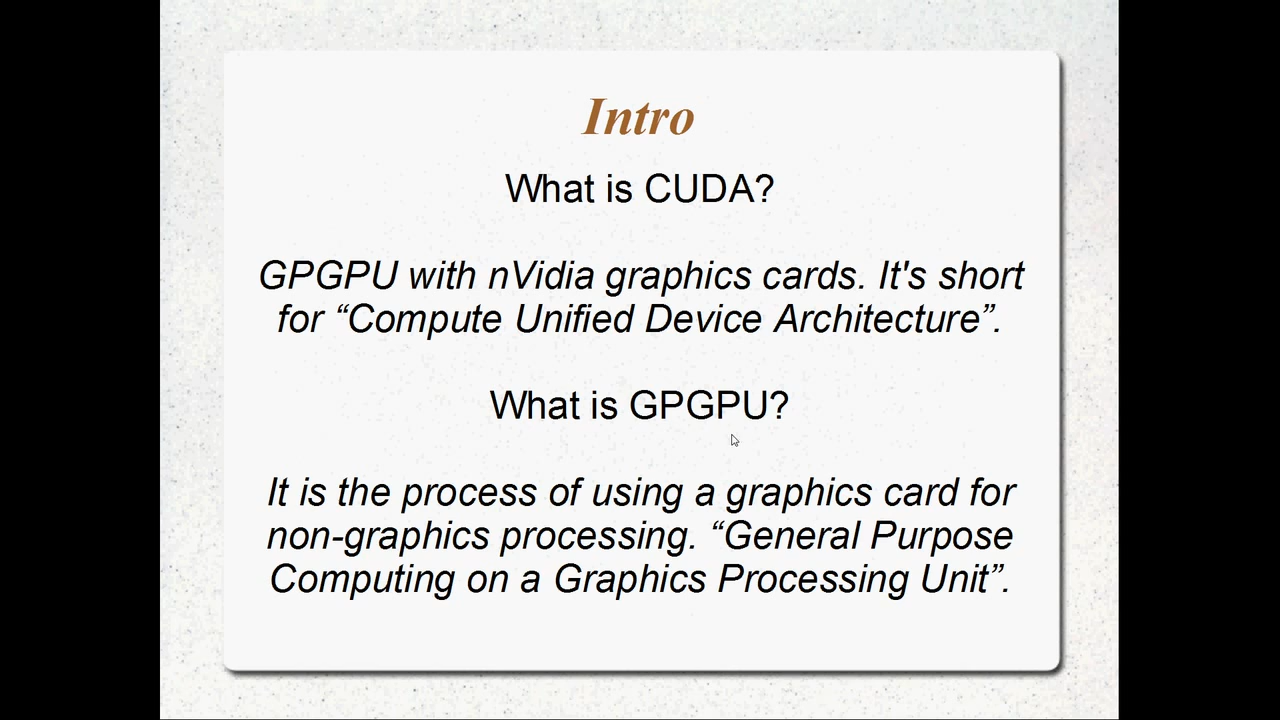 Intro
What is CUDA?
GPGPU with nVidia graphics cards. It's short
for “Compute Unified Device Architecture”.
What is GPGPU?
It is the process of using a graphics card for
non-graphics processing. “General Purpose
Computing on a Graphics Processing Unit”.